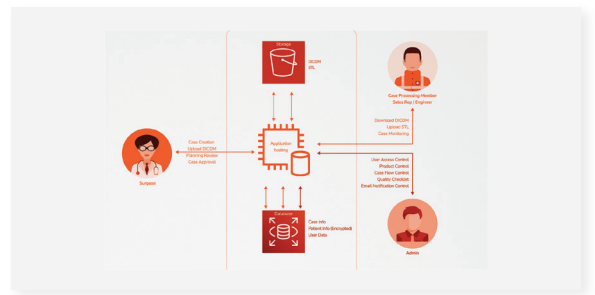 Storage
DICOM
STL
Case Processing Member
Sales Rep / Engineer
Download DICOM
Upload STL
Case Monitoring
Case Creation
Upload DICOM
Planning Review
Case Approval
Surgeon
Application
hosting
User Access Control
Product Control
Case Flow Control
Quality Checklist
Email Notification Control
Database
Case Info
Patient Info (Encrypted)
User Data
Admin